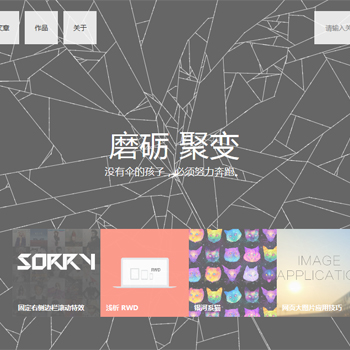 文章 作品 关于 请输入关
磨砺 聚变
没有伞的孩子，必须努力奔跑。
SORRY
RWD
IMAGE
APPLICATION
固定右侧边栏滚动特效 浅析 RWD 银河系猫 网页大图片应用技巧